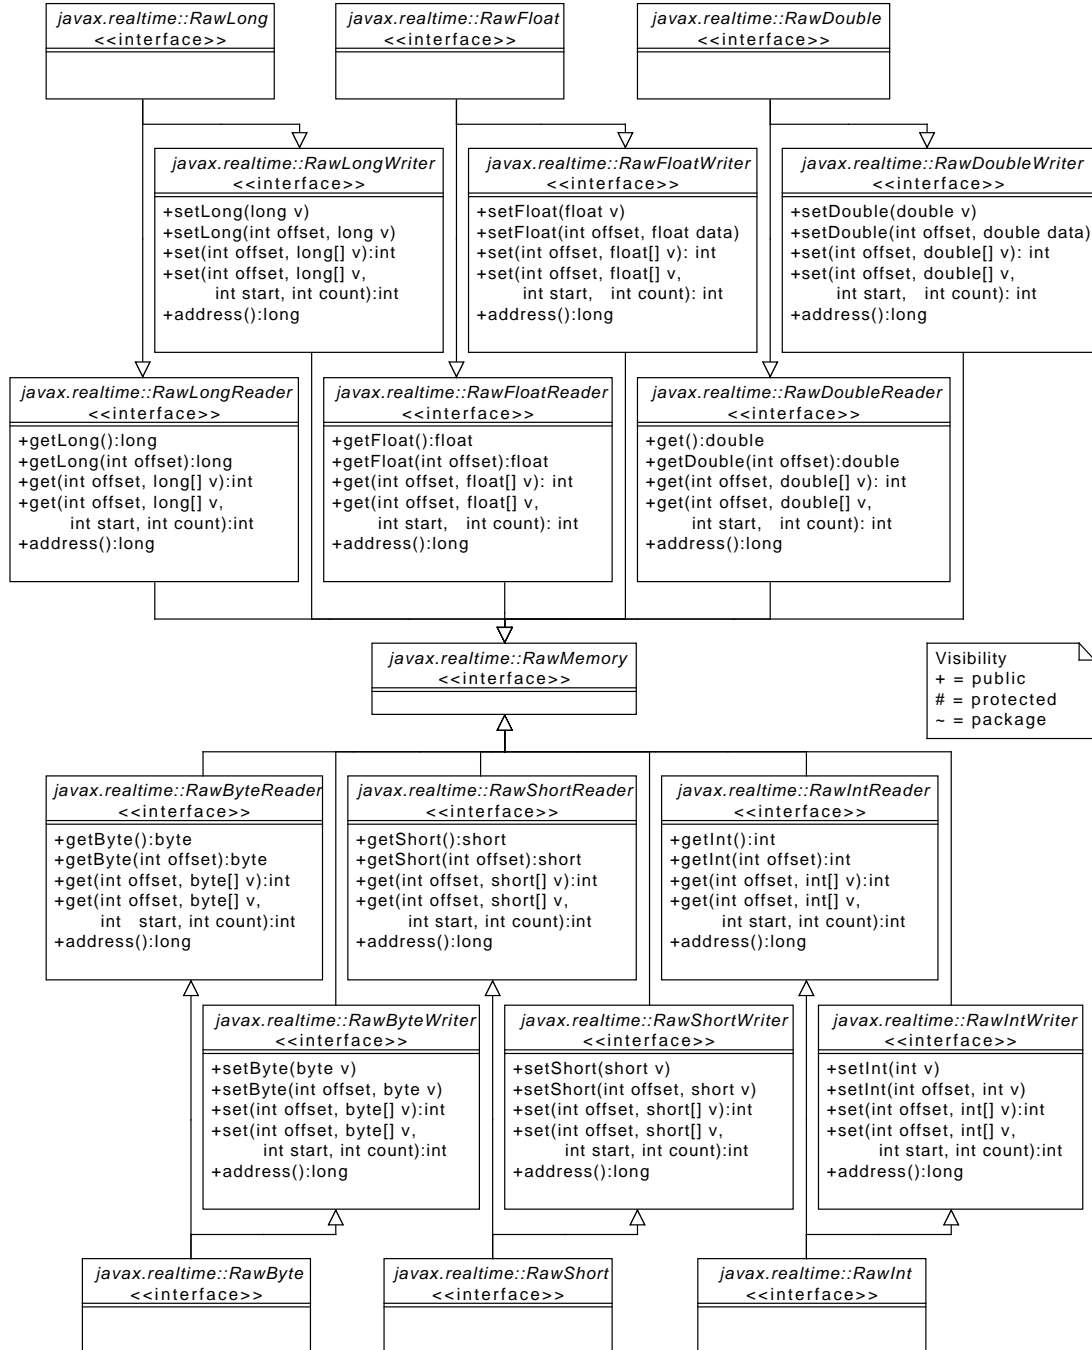 javax.realtime::RawLong
<<interface>>
javax.realtime::RawFloat
<<interface>>
javax.realtime::RawDouble
<<interface>>
javax.realtime::RawLongWriter
<<interface>>
+setLong(long v)
+setLong(int offset, long v)
+set(int offset, long[] v):int
+set(int offset, long[] v,
int start, int count):int
+address():long
javax.realtime::RawFloatWriter
<<interface>>
+setFloat(float v)
+setFloat(int offset, float data)
+set(int offset, float[] v): int
+set(int offset, float[] v,
int start, int count): int
+address():long
javax.realtime::RawDoubleWriter
<<interface>>
+setDouble(double v)
+setDouble(int offset, double data)
+set(int offset, double[] v): int
+set(int offset, double[] v,
int start, int count): int
+address():long
javax.realtime::RawLongReader
<<interface>>
+getLong():long
+getLong(int offset):long
+get(int offset, long[] v):int
+get(int offset, long[] v,
int start, int count):int
+address():long
javax.realtime::RawFloatReader
<<interface>>
+getFloat():float
+getFloat(int offset):float
+get(int offset, float[] v): int
+get(int offset, float[] v,
int start, int count): int
+address():long
javax.realtime::RawDoubleReader
<<interface>>
+get():double
+getDouble(int offset):double
+get(int offset, double[] v): int
+get(int offset, double[] v,
int start, int count): int
+address():long
javax.realtime::RawMemory
<<interface>>
Visibility
+ = public
# = protected
~ = package
javax.realtime::RawByteReader
<<interface>>
+getByte():byte
+getByte(int offset):byte
+get(int offset, byte[] v):int
+get(int offset, byte[] v,
int start, int count):int
+address():long
javax.realtime::RawShortReader
<<interface>>
+getShort():short
+getShort(int offset):short
+get(int offset, short[] v):int
+get(int offset, short[] v,
int start, int count):int
+address():long
javax.realtime::RawIntReader
<<interface>>
+getInt():int
+getInt(int offset):int
+get(int offset, int[] v):int
+get(int offset, int[] v,
int start, int count):int
+address():long
javax.realtime::RawByteWriter
<<interface>>
+setByte(byte v)
+setByte(int offset, byte v)
+set(int offset, byte[] v):int
+set(int offset, byte[] v,
int start, int count):int
+address():long
javax.realtime::RawShortWriter
<<interface>>
+setShort(short v)
+setShort(int offset, short v)
+set(int offset, short[] v):int
+set(int offset, short[] v,
int start, int count):int
+address():long
javax.realtime::RawIntWriter
<<interface>>
+setInt(int v)
+setInt(int offset, int v)
+set(int offset, int[] v):int
+set(int offset, int[] v,
int start, int count):int
+address():long
javax.realtime::RawByte
<<interface>>
javax.realtime::RawShort
<<interface>>
javax.realtime::RawInt
<<interface>>